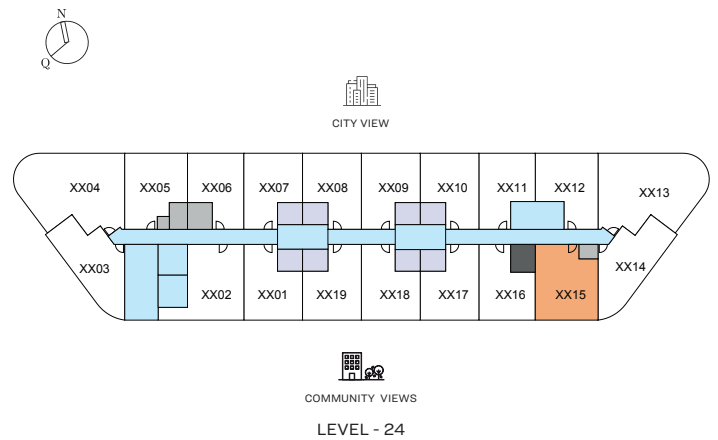 N
Q
CITY VIEW
XX04 XX05 XX06 XX07 XX08 XX09 XX10 XX11 XX12 XX13
XX03 XX14
XX02 XX01 XX19 XX18 XX17 XX16 XX15
COMMUNITY VIEWS
LEVEL - 24